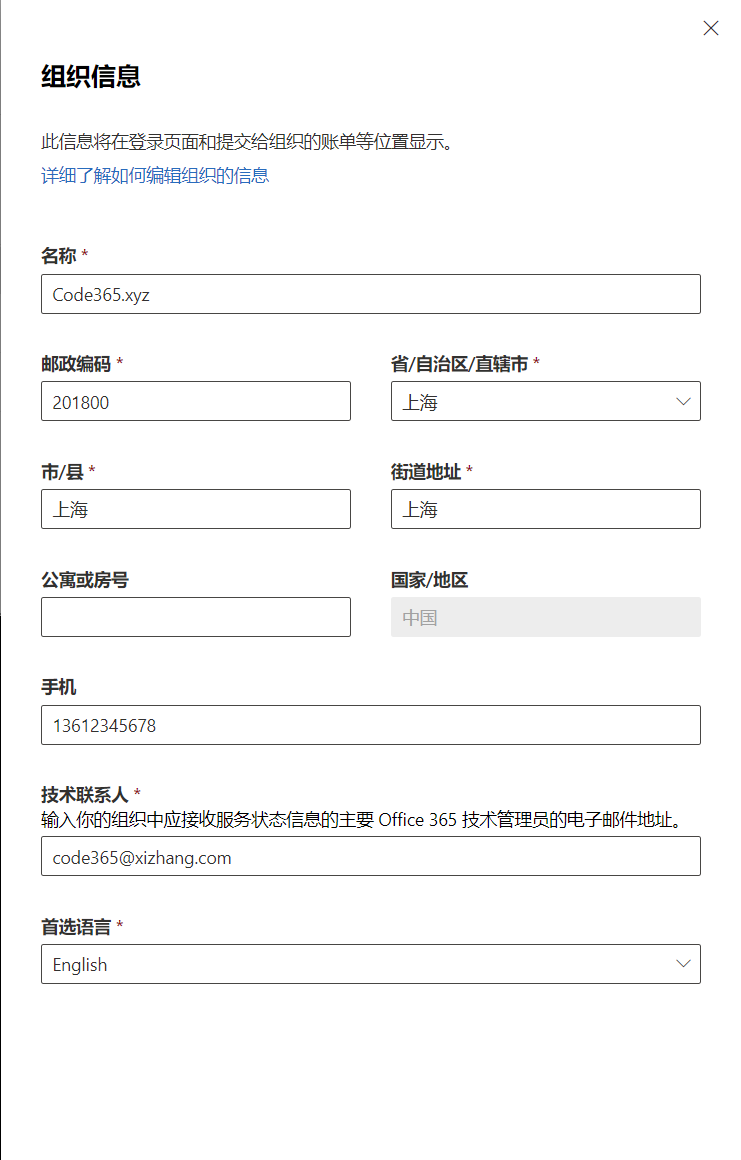 组织信息
此信息将在登录页面和提交给组织的账单等位置显示。
详细了解如何编辑组织的信息
名称 *
Code365.xyz
邮政编码 *
省/自治区/直辖市 *
201800
上海
市/县 *
街道地址 *
上海
上海
公寓或房号
国家/地区
中国
手机
13612345678
技术联系人 *
输入你的组织中应接收服务状态信息的主要 Office 365 技术管理员的电子邮件地址。
code365@xizhang.com
首选语言 *
English